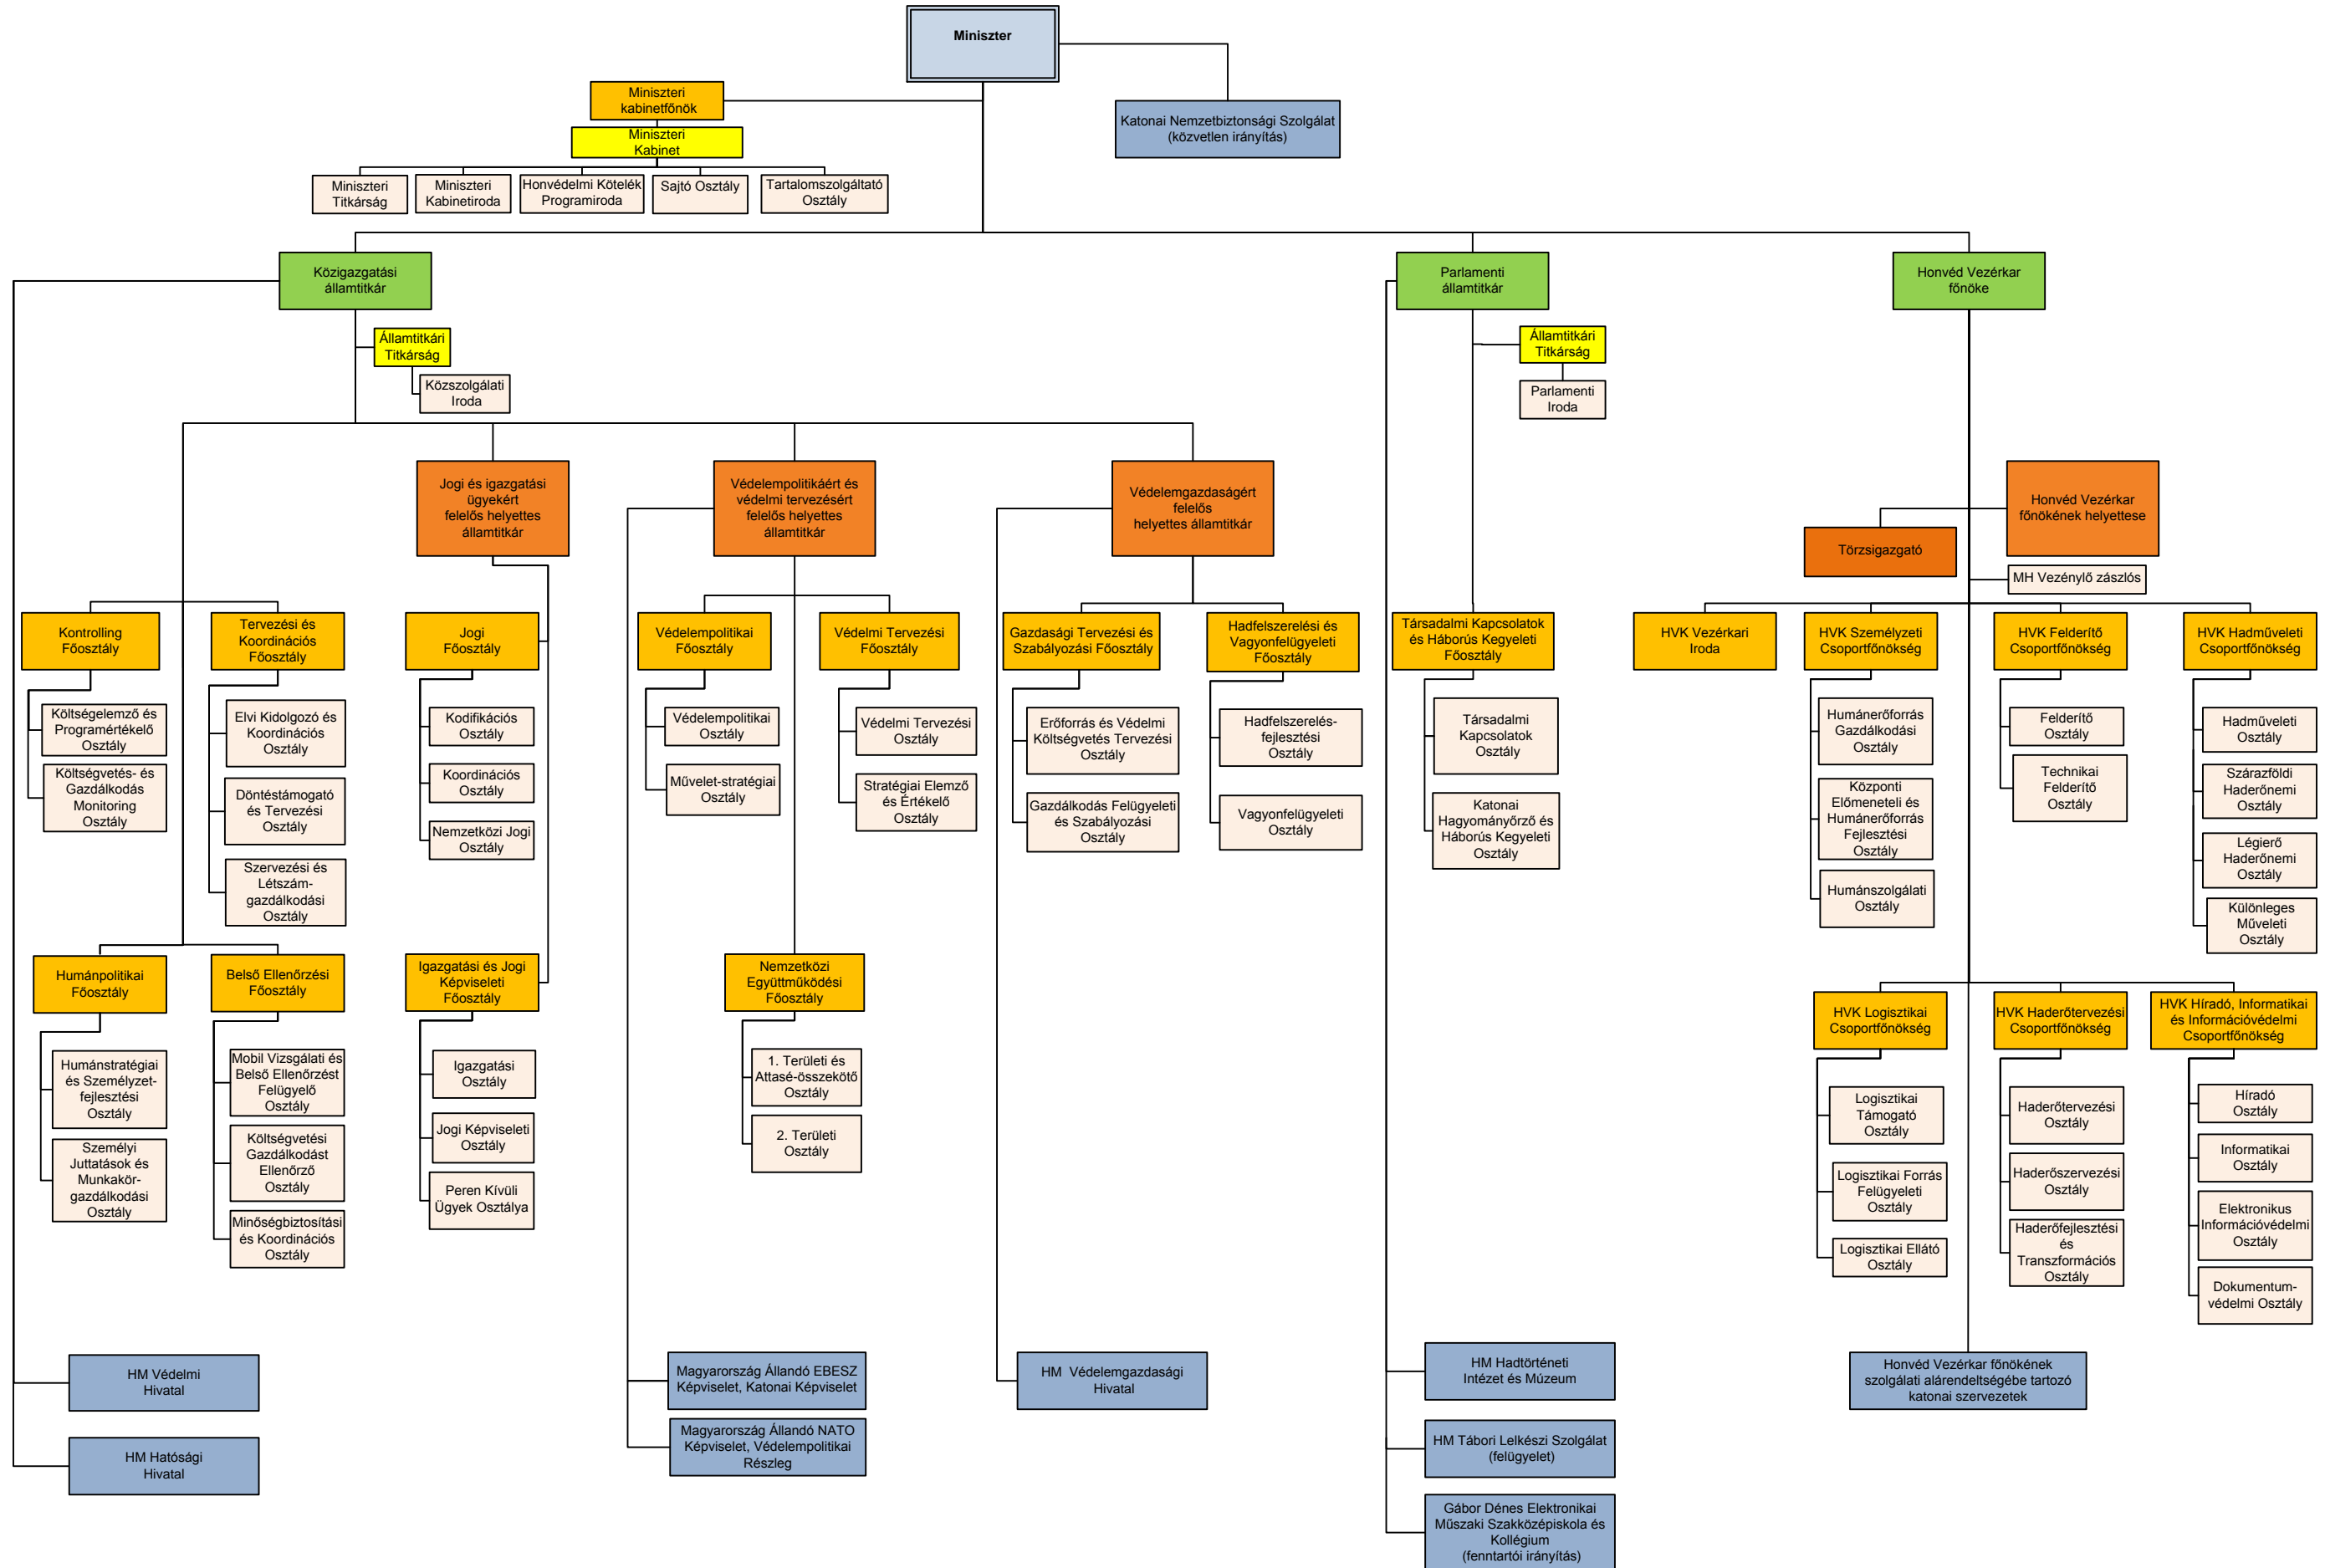 Miniszter
Miniszteri
kabinetfőnök
Katonai Nemzetbiztonsági Szolgálat
(közvetlen irányítás)
Miniszteri
Kabinet
Miniszteri
Titkárság
Miniszteri
Kabinetiroda
Honvédelmi Kötelék
Programiroda
Sajtó Osztály
Tartalomszolgáltató
Osztály
Közigazgatási
államtitkár
Parlamenti
államtitkár
Honvéd Vezérkar
főnöke
Államtitkári
Titkárság
Közszolgálati
Iroda
Államtitkári
Titkárság
Parlamenti
Iroda
Jogi és igazgatási
ügyekért
felelős helyettes
államtitkár
Védelempolitikáért és
védelmi tervezésért
felelős helyettes
államtitkár
Védelemgazdaságért
felelős
helyettes államtitkár
Honvéd Vezérkar
főnökének helyettese
Törzsigazgató
MH Vezénylő zászlós
Kontrolling
Főosztály
Tervezési és
Koordinációs
Főosztály
Jogi
Főosztály
Védelempolitikai
Főosztály
Védelmi Tervezési
Főosztály
Gazdasági Tervezési és
Szabályozási Főosztály
Hadfelszerelési és
Vagyonfelügyeleti
Főosztály
Társadalmi Kapcsolatok
és Háborús Kegyeleti
Főosztály
HVK Vezérkari
Iroda
HVK Személyzeti
Csoportfőnökség
HVK Felderítő
Csoportfőnökség
HVK Hadműveleti
Csoportfőnökség
Költségelemző és
Programértékelő
Osztály
Költségvetés- és
Gazdálkodás
Monitoring
Osztály
Elvi Kidolgozó és
Koordinációs
Osztály
Döntéstámogató
és Tervezési
Osztály
Szervezési és
Létszám-
gazdálkodási
Osztály
Kodifikációs
Osztály
Koordinációs
Osztály
Nemzetközi Jogi
Osztály
Védelempolitikai
Osztály
Művelet-stratégiai
Osztály
Védelmi Tervezési
Osztály
Stratégiai Elemző
és Értékelő
Osztály
Erőforrás és Védelmi
Költségvetés Tervezési
Osztály
Gazdálkodás Felügyeleti
és Szabályozási
Osztály
Hadfelszerelés-
fejlesztési
Osztály
Vagyonfelügyeleti
Osztály
Társadalmi
Kapcsolatok
Osztály
Katonai
Hagyományőrző és
Háborús Kegyeleti
Osztály
Humánerőforrás
Gazdálkodási
Osztály
Központi
Előmeneteli és
Humánerőforrás
Fejlesztési
Osztály
Humánszolgálati
Osztály
Felderítő
Osztály
Technikai
Felderítő
Osztály
Hadműveleti
Osztály
Szárazföldi
Haderőnemi
Osztály
Légierő
Haderőnemi
Osztály
Különleges
Műveleti
Osztály
Humánpolitikai
Főosztály
Belső Ellenőrzési
Főosztály
Igazgatási és Jogi
Képviseleti
Főosztály
Nemzetközi
Együttműködési
Főosztály
HVK Logisztikai
Csoportfőnökség
HVK Haderőtervezési
Csoportfőnökség
HVK Híradó, Informatikai
és Információvédelmi
Csoportfőnökség
Humánstratégiai
és Személyzet-
fejlesztési
Osztály
Személyi
Juttatások és
Munkakör-
gazdálkodási
Osztály
Mobil Vizsgálati és
Belső Ellenőrzést
Felügyelő
Osztály
Költségvetési
Gazdálkodást
Ellenőrző
Osztály
Minőségbiztosítási
és Koordinációs
Osztály
Igazgatási
Osztály
Jogi Képviseleti
Osztály
Peren Kívüli
Ügyek Osztálya
1. Területi és
Attasé-összekötő
Osztály
2. Területi
Osztály
Logisztikai
Támogató
Osztály
Logisztikai Forrás
Felügyeleti
Osztály
Logisztikai Ellátó
Osztály
Haderőtervezési
Osztály
Haderőszervezési
Osztály
Haderőfejlesztési
és
Transzformációs
Osztály
Híradó
Osztály
Informatikai
Osztály
Elektronikus
Információvédelmi
Osztály
Dokumentum-
védelmi Osztály
HM Védelmi
Hivatal
HM Hatósági
Hivatal
Magyarország Állandó EBESZ
Képviselet, Katonai Képviselet
Magyarország Állandó NATO
Képviselet, Védelempolitikai
Részleg
HM Védelemgazdasági
Hivatal
HM Hadtörténeti
Intézet és Múzeum
HM Tábori Lelkészi Szolgálat
(felügyelet)
Gábor Dénes Elektronikai
Műszaki Szakközépiskola és
Kollégium
(fenntartói irányítás)
Honvéd Vezérkar főnökének
szolgálati alárendeltségébe tartozó
katonai szervezetek